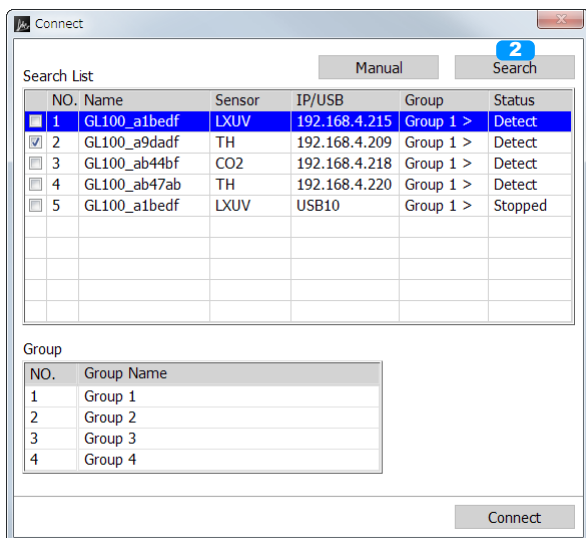 Connect
2
Manual Search
Search List
NO. Name Sensor IP/USB Group Status
1 GL100_a1bedf LXUV 192.168.4.215 Group 1 > Detect
2 GL100_a9dadf TH 192.168.4.209 Group 1 > Detect
3 GL100_ab44bf CO2 192.168.4.218 Group 1 > Detect
4 GL100_ab47ab TH 192.168.4.220 Group 1 > Detect
5 GL100_a1bedf LXUV USB10 Group 1 > Stopped
Group
NO. Group Name
1 Group 1
2 Group 2
3 Group 3
4 Group 4
Connect